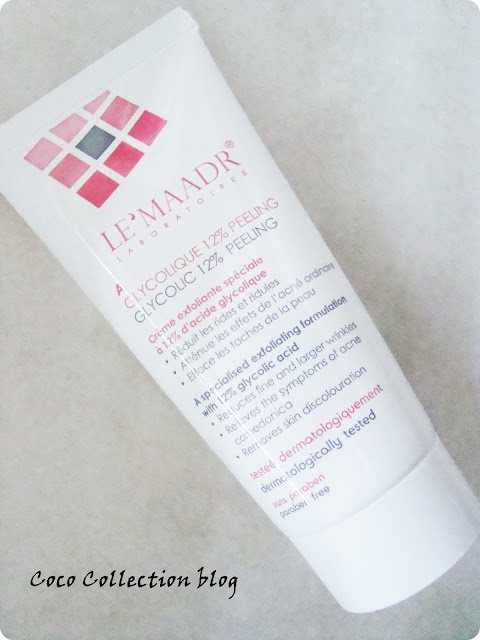 LE'MAADR®
LABORATOIRES
A GLYCOLIQUE 12% PEELING
GLYCOLIC 12% PEELING
Crème exfoliante spéciale
à 12% d'acide glycolique
• Réduit les rides et ridules
• Atténue les effets de l'acné ordinaire
• Efface les taches de la peau
A specialised exfoliating formulation
with 12% glycolic acid
• Reduces fine and larger wrinkles
• Relieves the symptoms of acne
comedonica
• Removes skin discolouration
testée dermatologiquement
dermatologically tested
sans paraben
paraben free
Coco Collection blog